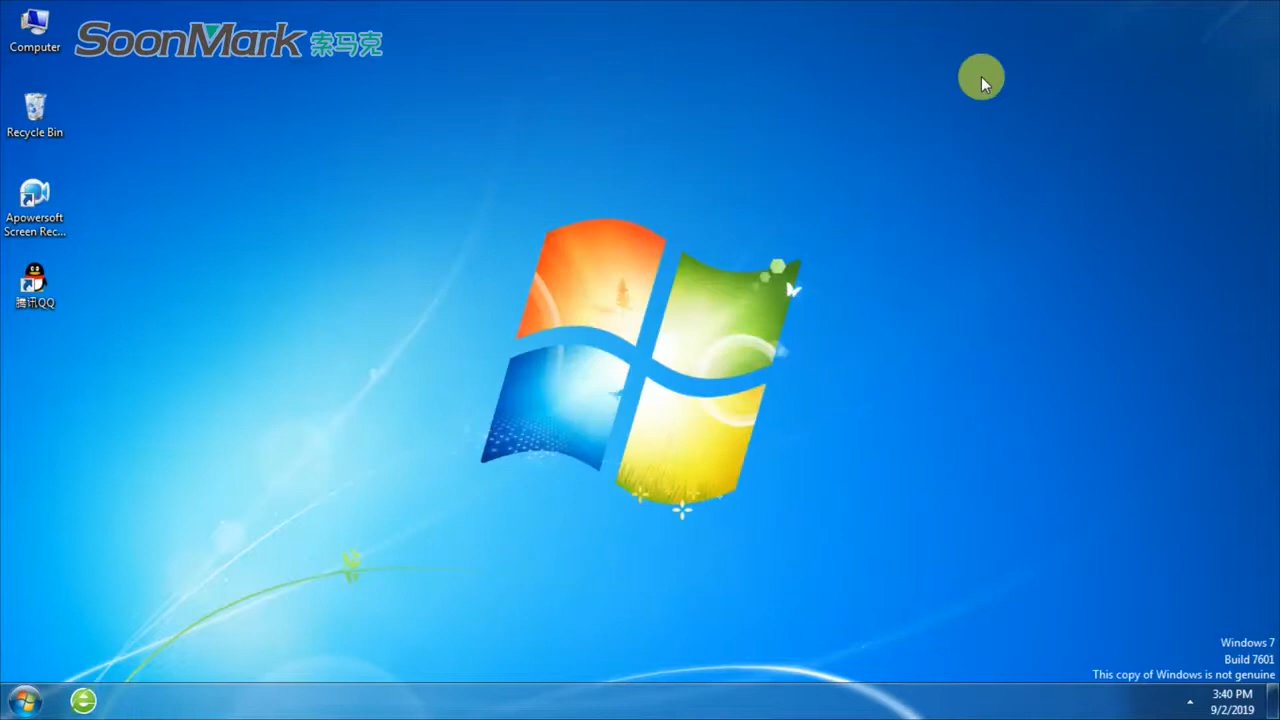 SoonMark 索马克
Computer
Recycle Bin
Apowersoft
Screen Rec...
腾讯QQ
Windows 7
Build 7601
This copy of Windows is not genuine
3:40 PM
9/2/2019